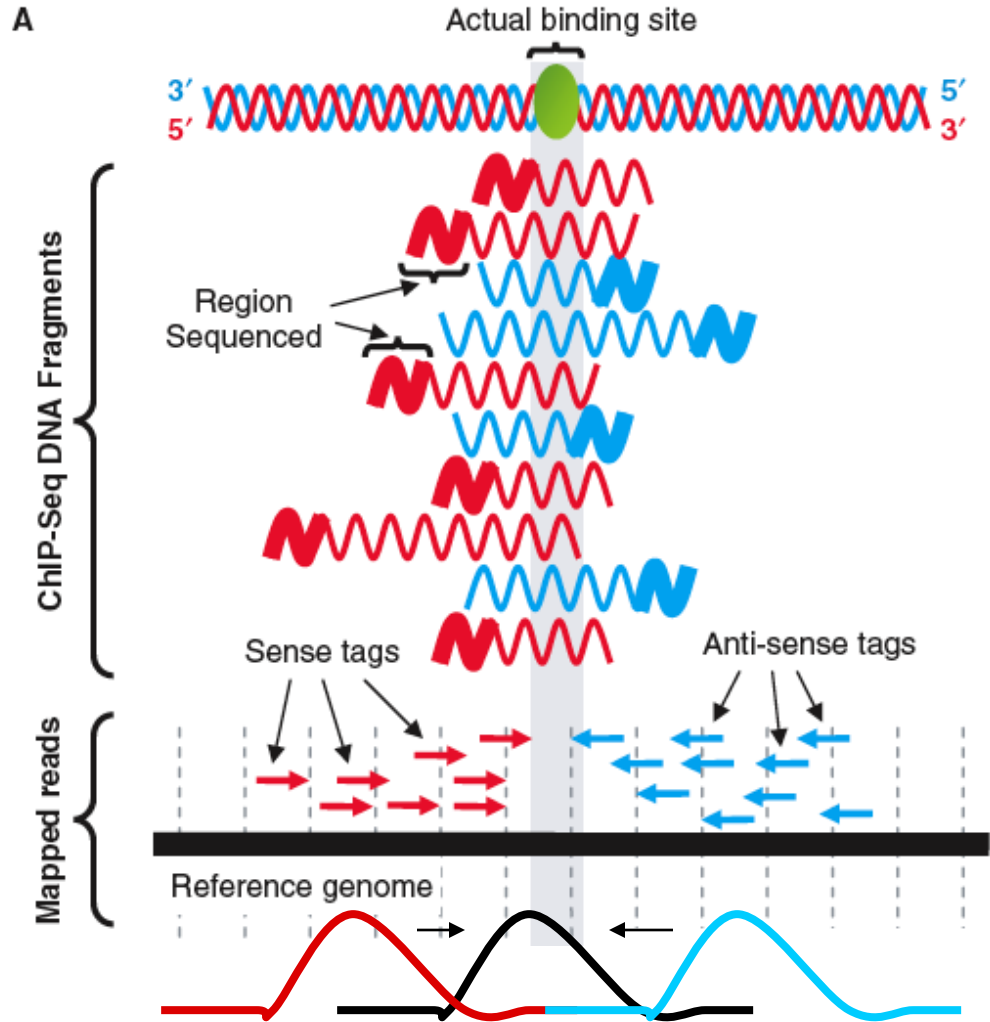 A
Actual binding site
3′ 5′
5′ 3′
ChIP-Seq DNA Fragments
Region
Sequenced
Sense tags
Anti-sense tags
Mapped reads
Reference genome